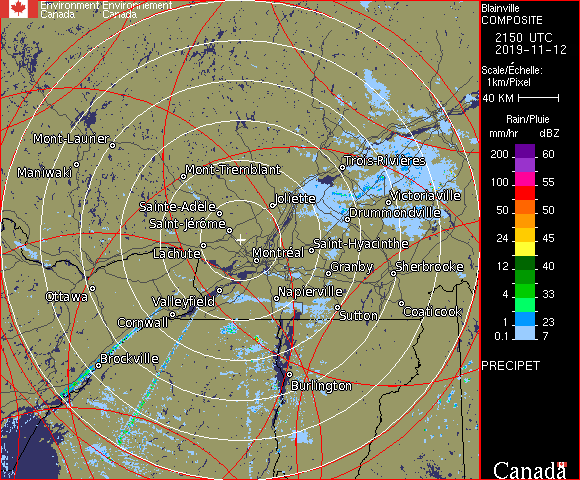 Environment Environnement
Canada Canada
Blainville
COMPOSITE
2150 UTC
2019-11-12
Scale/Échelle:
1km/Pixel
40 KM
Rain/Pluie
mm/hr dBZ
200 60
100 55
50 50
24 45
12 40
4 33
1 23
0.1 7
PRECIPET
Canada
Mont-Laurier
Maniwaki
Mont-Tremblant
Trois-Rivières
Joliette
Victoriaville
Sainte-Adèle
Drummondville
Saint-Jérôme
Lachute
Montréal
Saint-Hyacinthe
Granby
Sherbrooke
Ottawa
Valleyfield
Napierville
Cornwall
Sutton
Coaticook
Brockville
Burlington